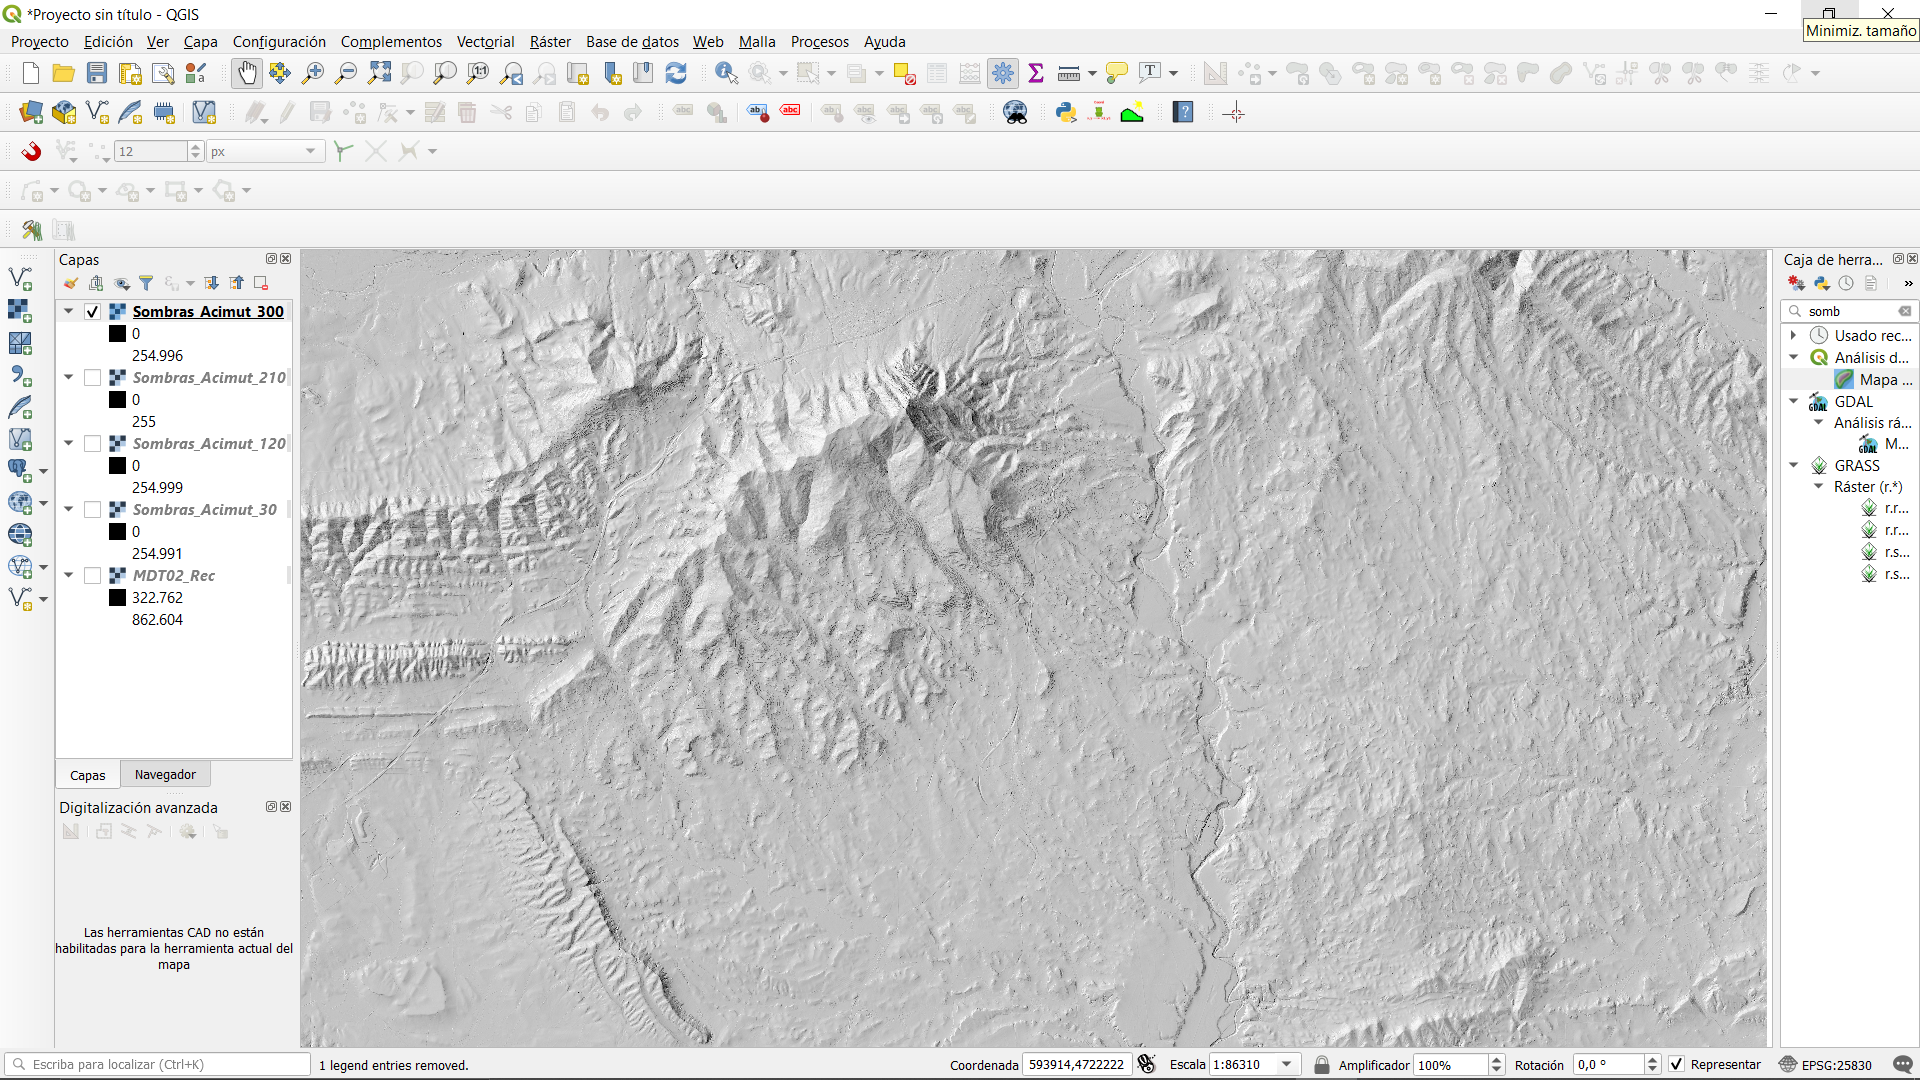 *Proyecto sin título - QGIS
Minimiz. tamaño
Proyecto Edición Ver Capa Configuración Complementos Vectorial Ráster Base de datos Web Malla Procesos Ayuda
12 px
Capas
Sombras_Acimut_300
0
254.996
Sombras_Acimut_210
0
255
Sombras_Acimut_120
0
254.999
Sombras_Acimut_30
0
254.991
MDT02_Rec
322.762
862.604
Capas Navegador
Digitalización avanzada
Las herramientas CAD no están
habilitadas para la herramienta actual del
mapa
Caja de herra...
»
somb
Usado rec...
Análisis d...
Mapa ...
GDAL
Análisis rá...
M...
GRASS
Ráster (r.*)
r.r...
r.r...
r.s...
r.s...
Escriba para localizar (Ctrl+K) 1 legend entries removed. Coordenada 593914,4722222 Escala 1:86310 Amplificador 100% Rotación 0,0 ° Representar EPSG:25830